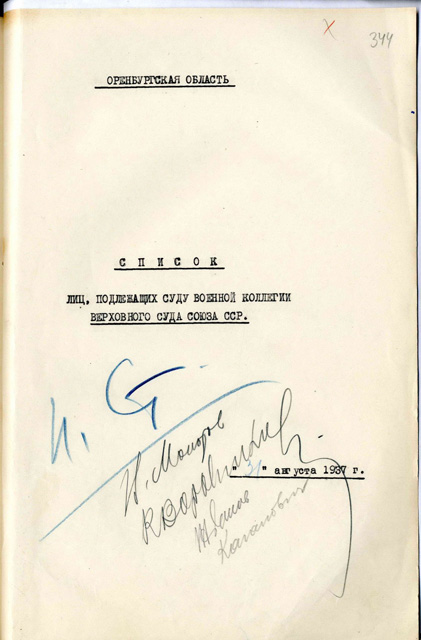 344
ОРЕНБУРГСКАЯ ОБЛАСТЬ
СПИСОК
ЛИЦ, ПОДЛЕЖАЩИХ СУДУ ВОЕННОЙ КОЛЛЕГИИ
ВЕРХОВНОГО СУДА СОЮЗА ССР.
И. Ст.
В. Молотов
К Ворошилов
"31" августа 1937 г.
Жданов
Каганович